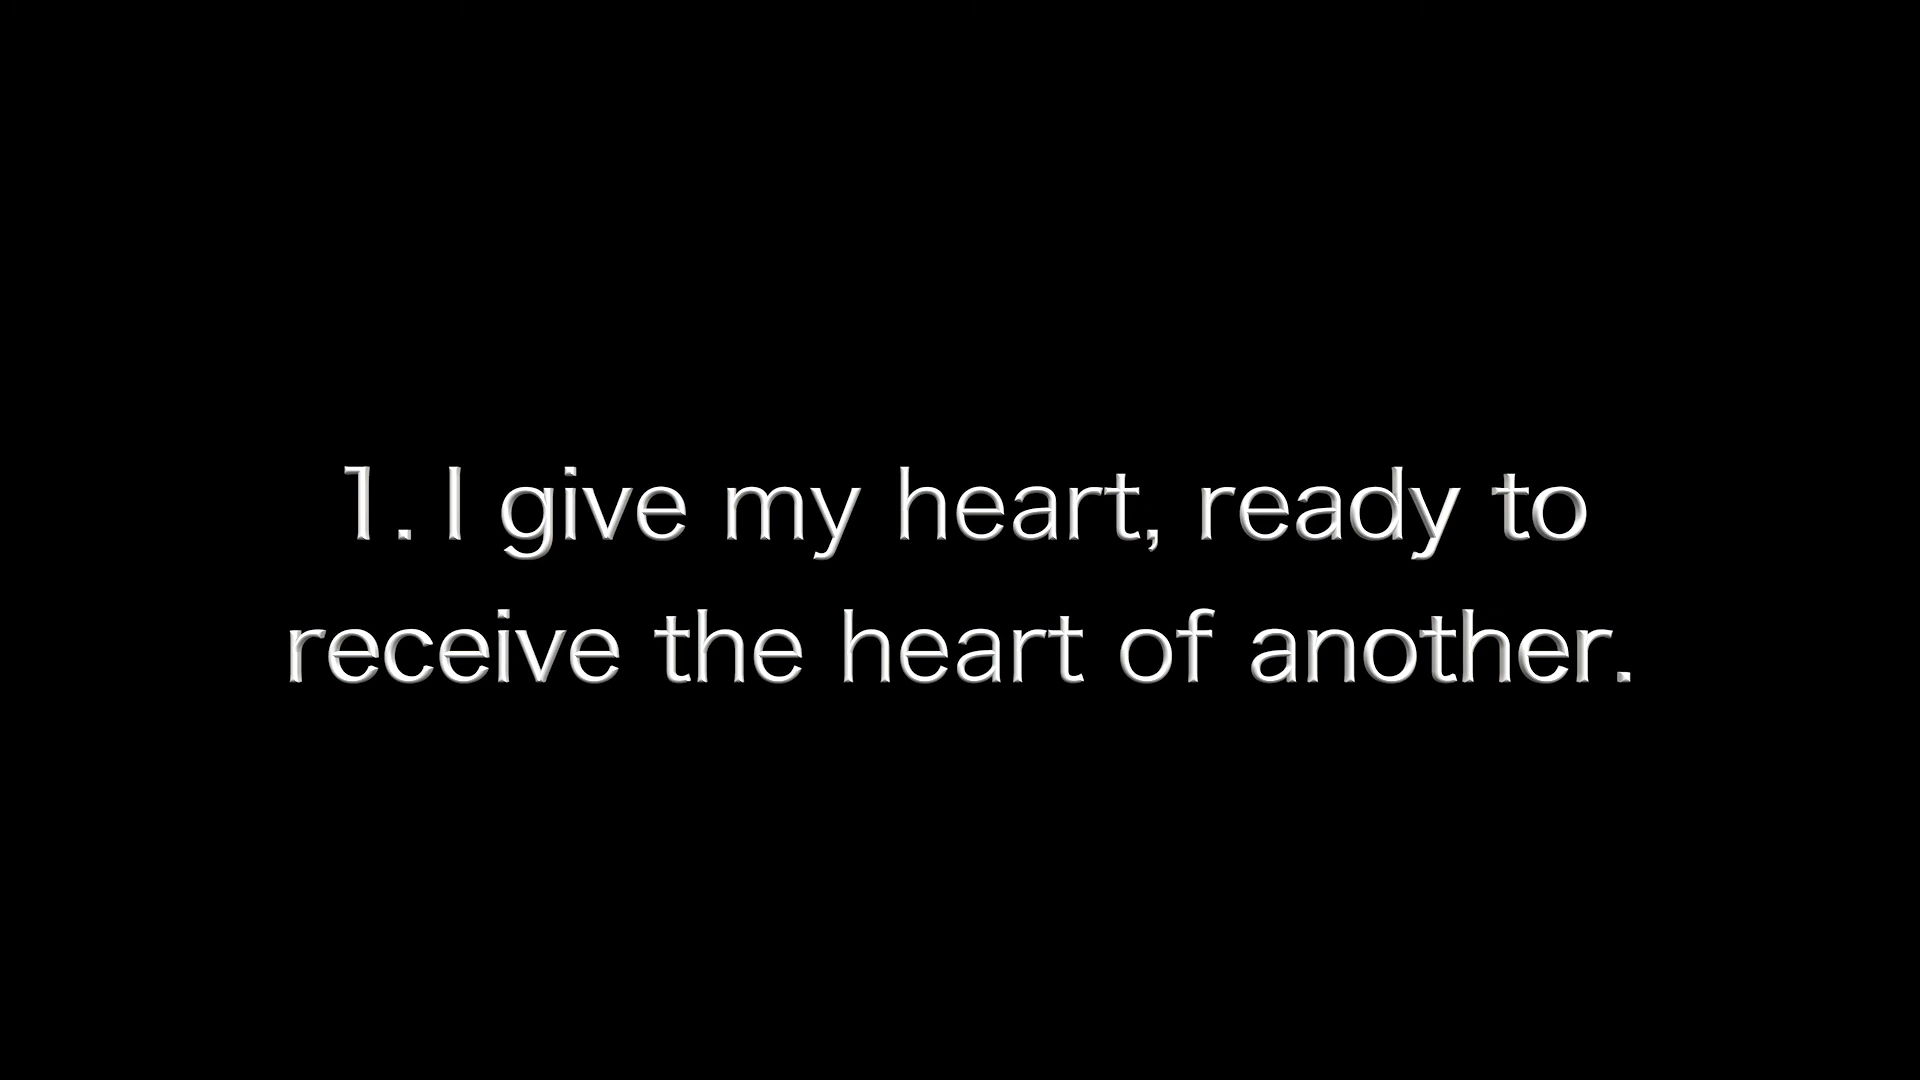 1. I give my heart, ready to
receive the heart of another.